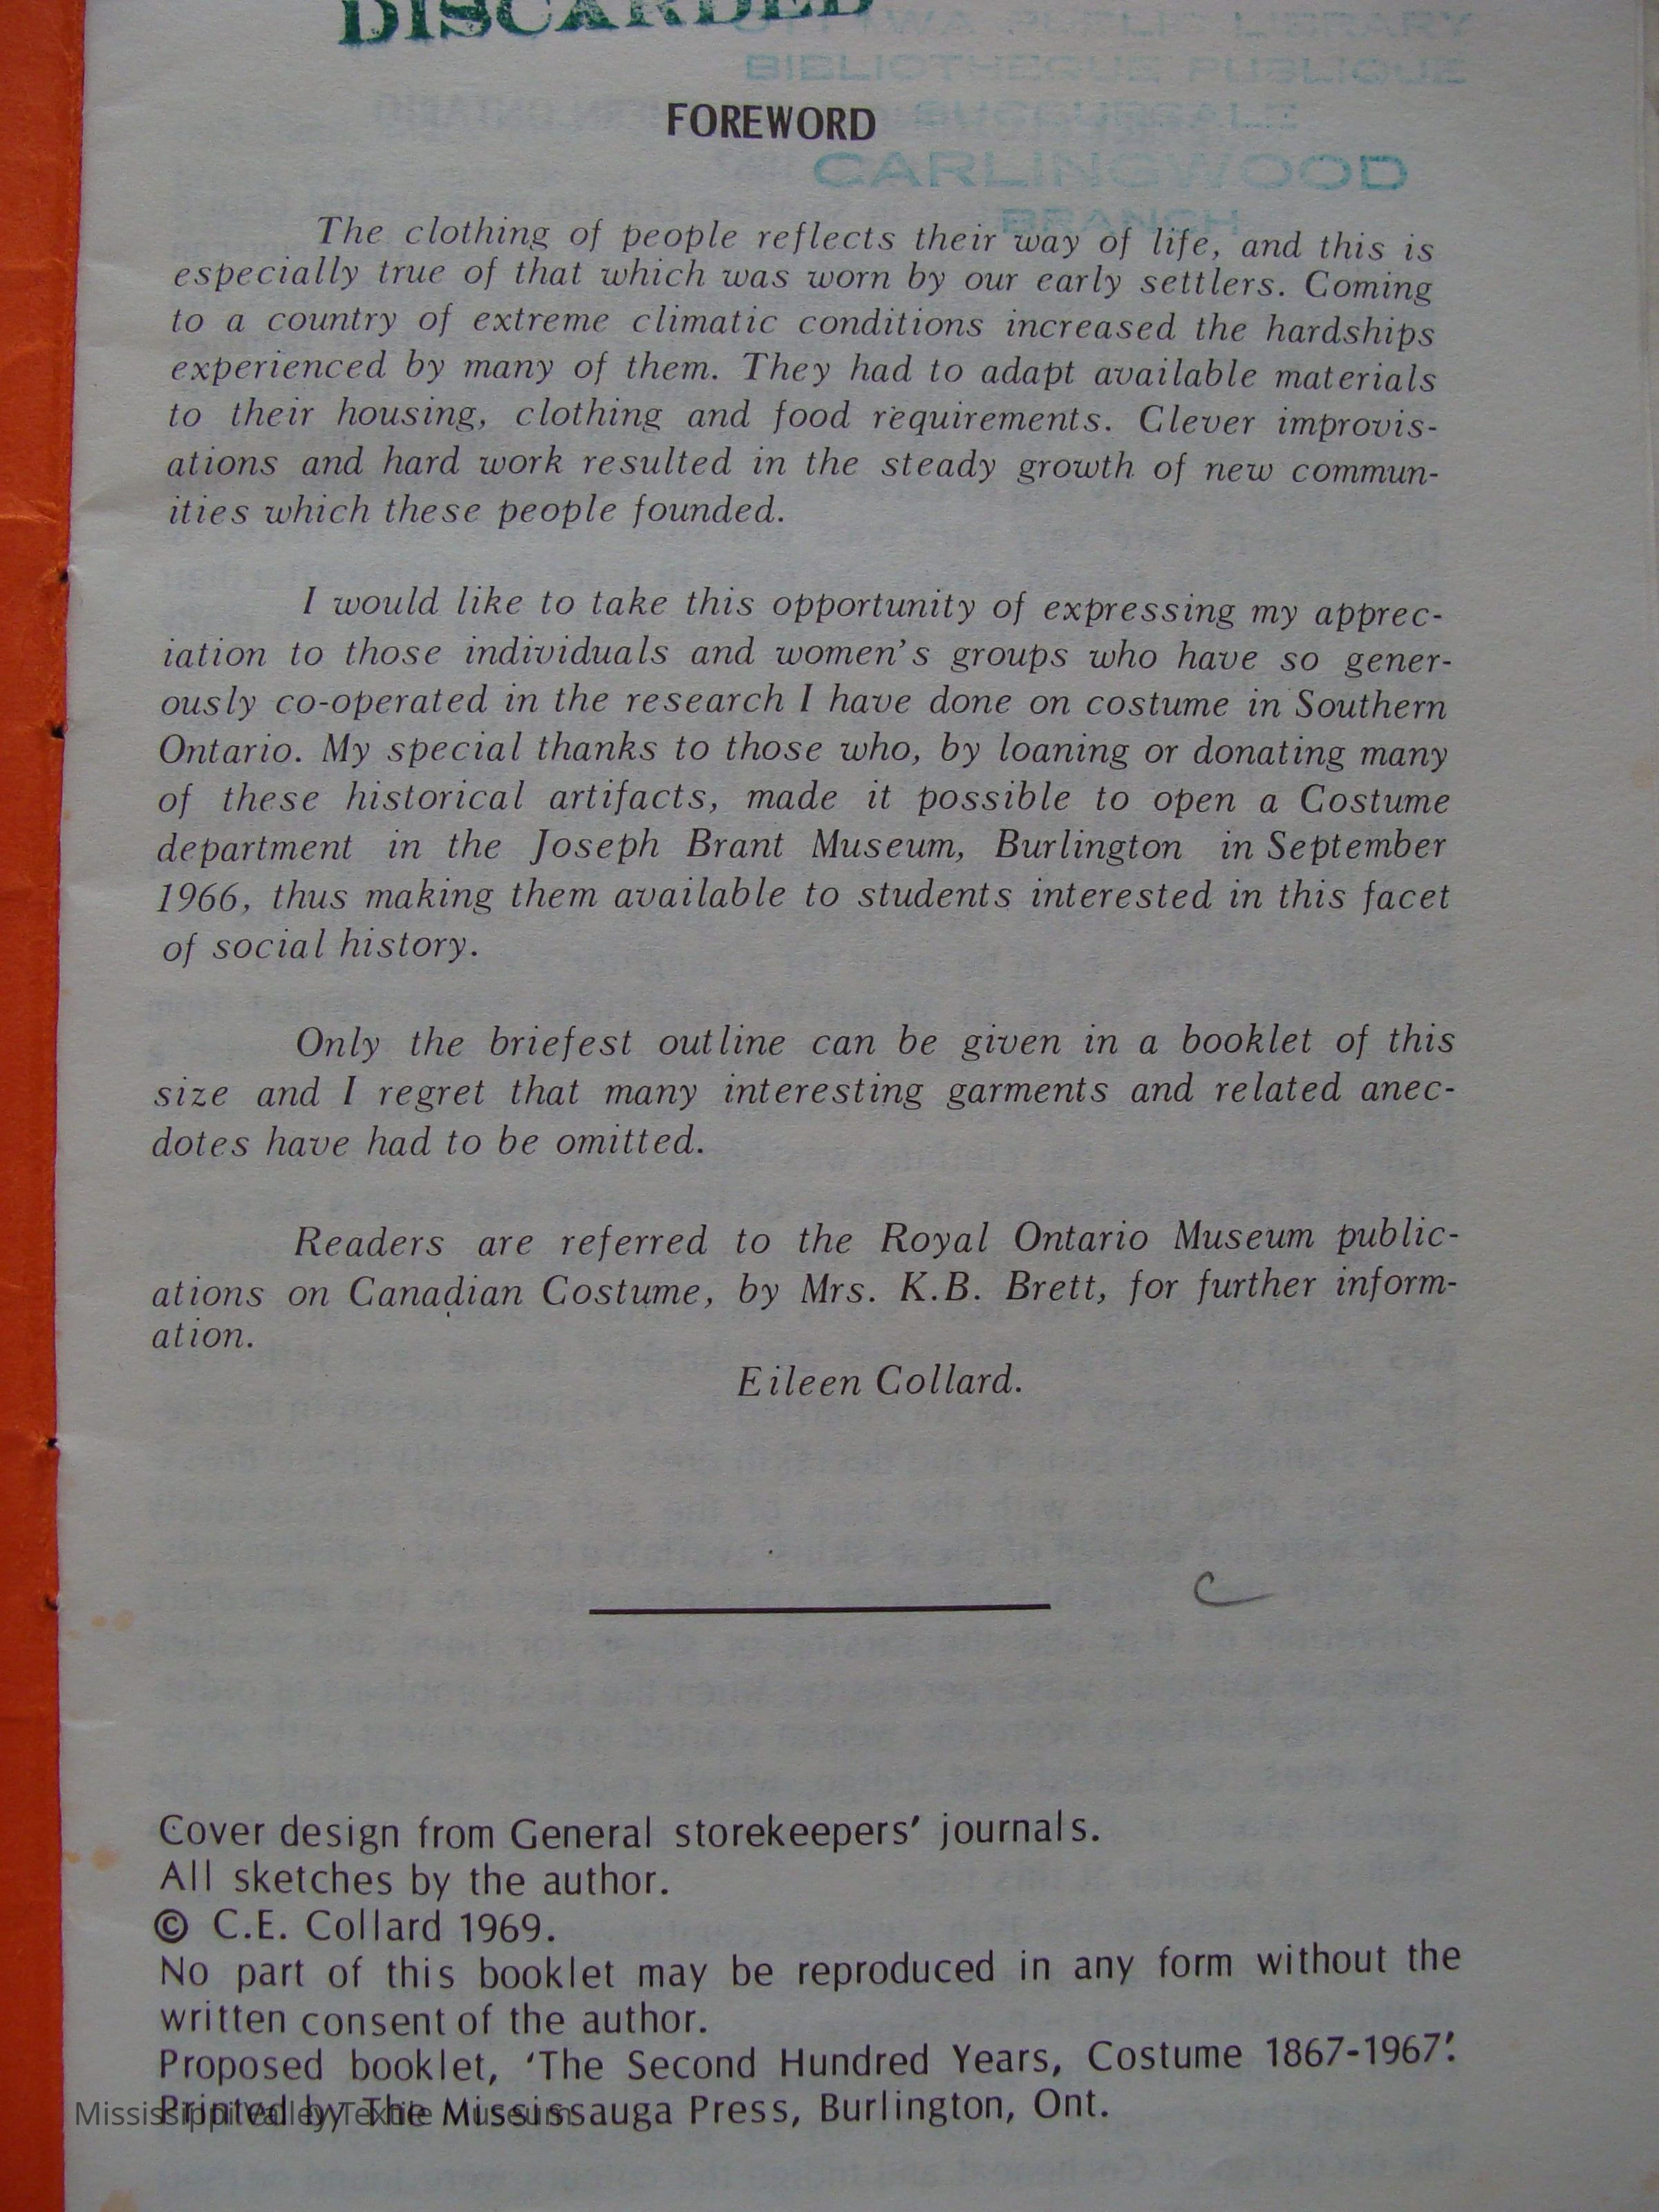 DISCARDED
PUBLIC LIBRARY
BIBLIOTHEQUE PUBLIQUE
SUCCURSALE
CARLINGWOOD
BRANCH
FOREWORD
The clothing of people reflects their way of life, and this is
especially true of that which was worn by our early settlers. Coming
to a country of extreme climatic conditions increased the hardships
experienced by many of them. They had to adapt available materials
to their housing, clothing and food requirements. Clever improvis-
ations and hard work resulted in the steady growth of new commun-
ities which these people founded.
I would like to take this opportunity of expressing my apprec-
iation to those individuals and women's groups who have so gener-
ously co-operated in the research I have done on costume in Southern
Ontario. My special thanks to those who, by loaning or donating many
of these historical artifacts, made it possible to open a Costume
department in the Joseph Brant Museum, Burlington in September
1966, thus making them available to students interested in this facet
of social history.
Only the briefest outline can be given in a booklet of this
size and I regret that many interesting garments and related anec-
dotes have had to be omitted.
Readers are referred to the Royal Ontario Museum public-
ations on Canadian Costume, by Mrs. K.B. Brett, for further inform-
ation.
Eileen Collard.
c
Cover design from General storekeepers' journals.
All sketches by the author.
© C.E. Collard 1969.
No part of this booklet may be reproduced in any form without the
written consent of the author.
Proposed booklet, 'The Second Hundred Years, Costume 1867-1967'.
Printed by The Mississauga Press, Burlington, Ont.
Mississippi Valley Textile Museum